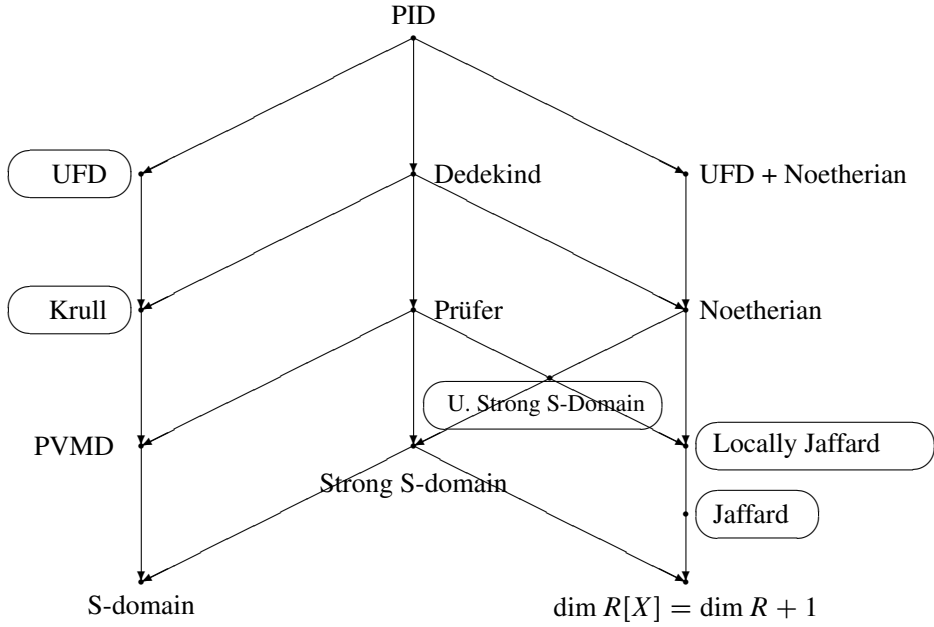 PID
UFD
Dedekind
UFD + Noetherian
Krull
Prüfer
Noetherian
U. Strong S-Domain
PVMD
Locally Jaffard
Strong S-domain
Jaffard
S-domain
dim R[X] = dim R + 1